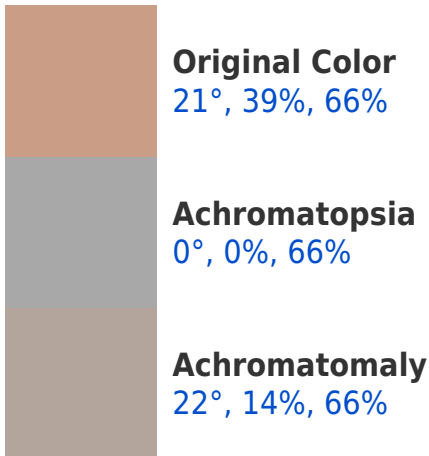 Original Color
21°, 39%, 66%
Achromatopsia
0°, 0%, 66%
Achromatomaly
22°, 14%, 66%